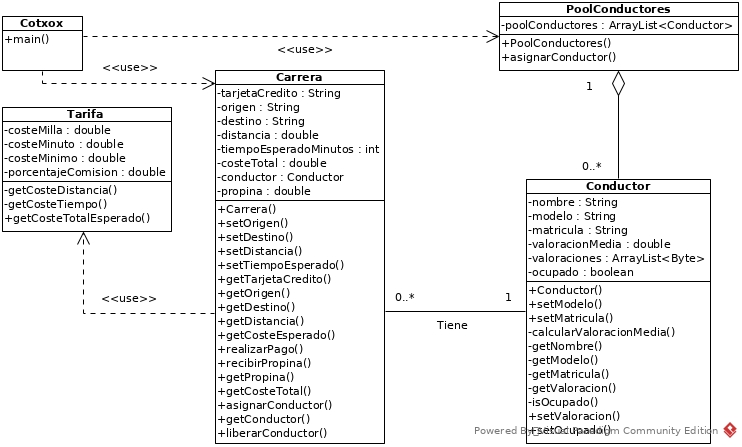 Cotxox
+main()
<<use>>
<<use>>
PoolConductores
-poolConductores : ArrayList<Conductor>
+PoolConductores()
+asignarConductor()
1
0..*
Carrera
-tarjetaCredito : String
-origen : String
-destino : String
-distancia : double
-tiempoEsperadoMinutos : int
-costeTotal : double
-conductor : Conductor
-propina : double
+Carrera()
+setOrigen()
+setDestino()
+setDistancia()
+setTiempoEsperado()
+getTarjetaCredito()
+getOrigen()
+getDestino()
+getDistancia()
+getCosteEsperado()
+realizarPago()
+recibirPropina()
+getPropina()
+getCosteTotal()
+asignarConductor()
+getConductor()
+liberarConductor()
Tarifa
-costeMilla : double
-costeMinuto : double
-costeMinimo : double
-porcentajeComision : double
-getCosteDistancia()
-getCosteTiempo()
+getCosteTotalEsperado()
<<use>>
0..*
1
Tiene
Conductor
-nombre : String
-modelo : String
-matricula : String
-valoracionMedia : double
-valoraciones : ArrayList<Byte>
-ocupado : boolean
+Conductor()
+setModelo()
+setMatricula()
-calcularValoracionMedia()
-getNombre()
-getModelo()
-getMatricula()
-getValoracion()
-isOcupado()
+setValoracion()
+setOcupado()
Powered By Visual Paradigm Community Edition